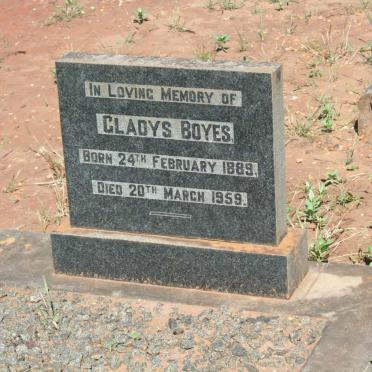 In Loving Memory of
Gladys Boyes
Born 24th February 1889.
Died 20th March 1959.